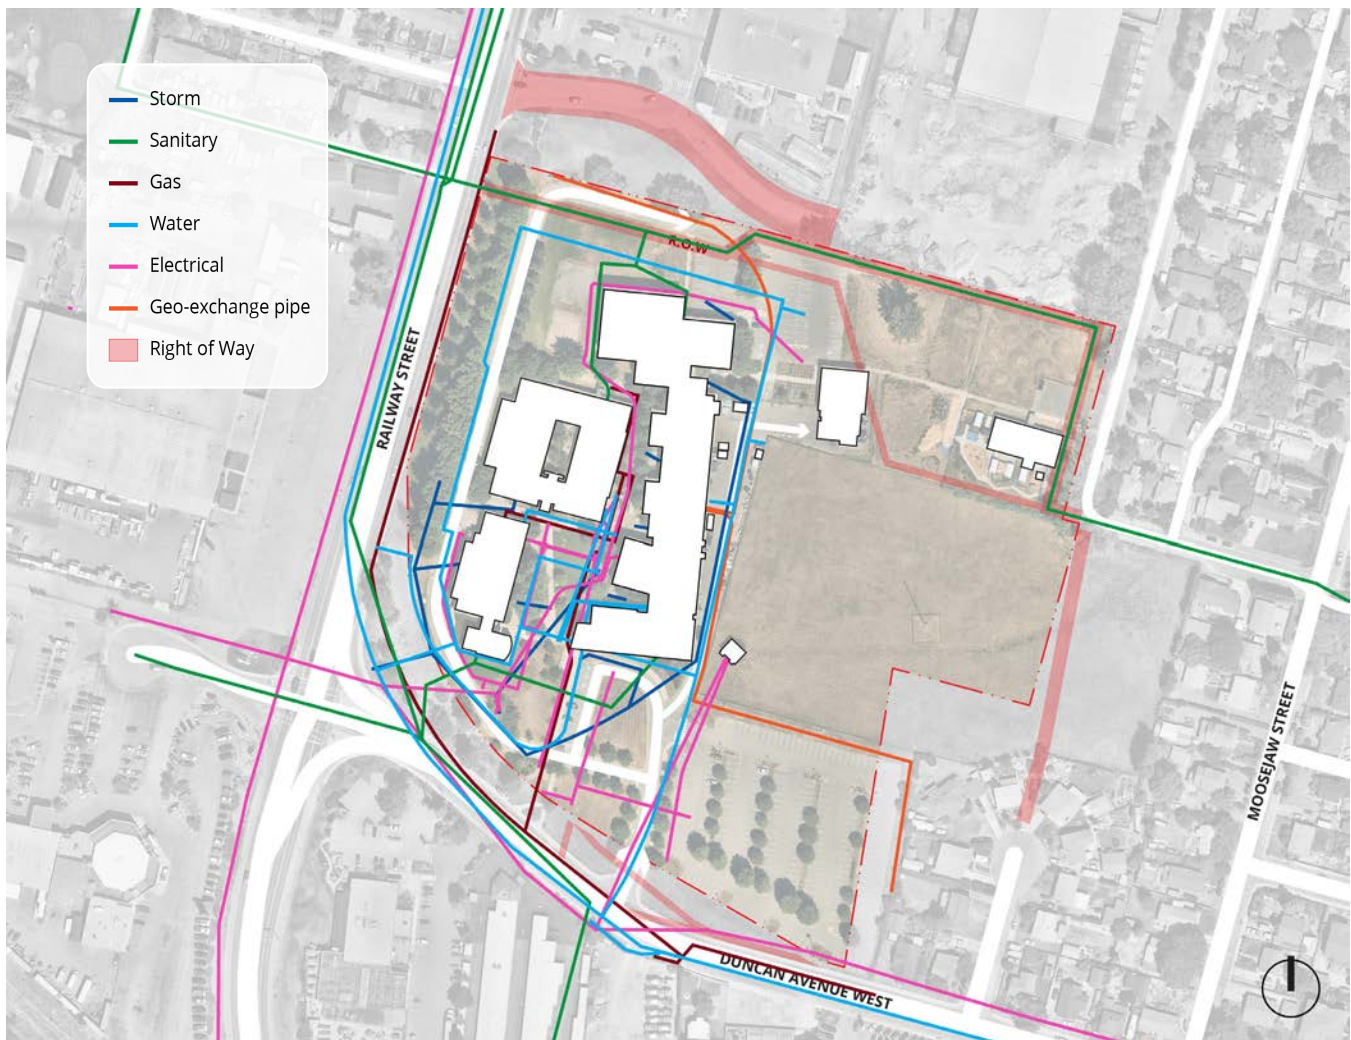 Storm
Sanitary
Gas
Water
Electrical
Geo-exchange pipe
Right of Way
R.O.W
RAILWAY STREET
MOOSEJAW STREET
DUNCAN AVENUE WEST